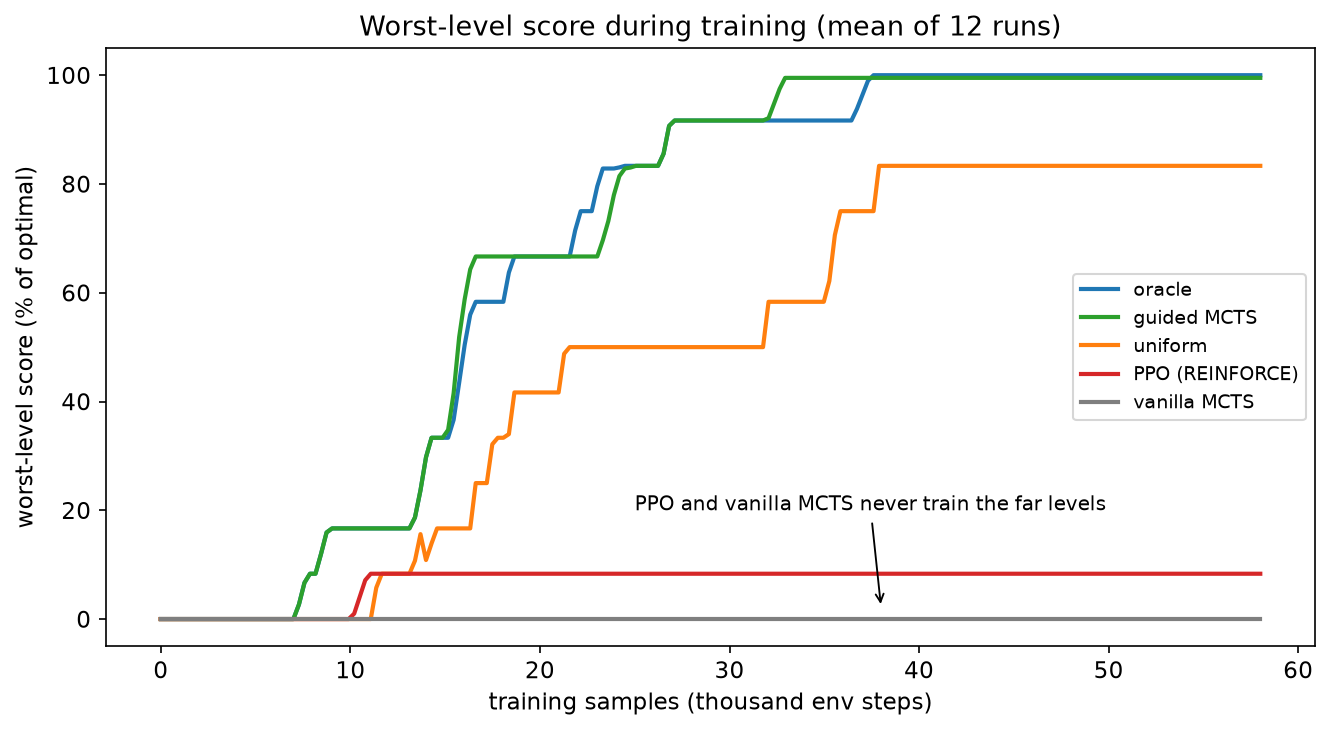 Worst-level score during training (mean of 12 runs)
worst-level score (% of optimal)
100
80
60
40
20
0
oracle
guided MCTS
uniform
PPO (REINFORCE)
vanilla MCTS
PPO and vanilla MCTS never train the far levels
0 10 20 30 40 50 60
training samples (thousand env steps)